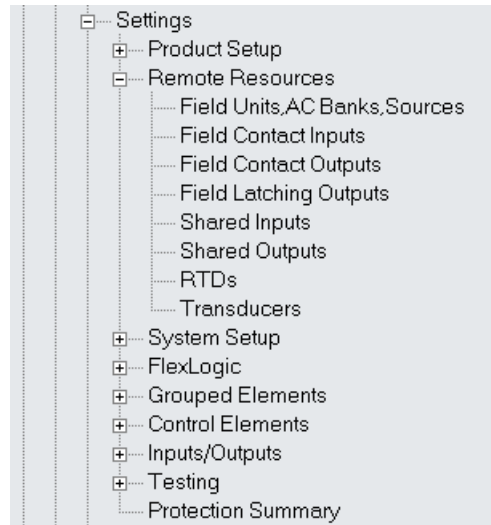 Settings
Product Setup
Remote Resources
Field Units,AC Banks,Sources
Field Contact Inputs
Field Contact Outputs
Field Latching Outputs
Shared Inputs
Shared Outputs
RTDs
Transducers
System Setup
FlexLogic
Grouped Elements
Control Elements
Inputs/Outputs
Testing
Protection Summary